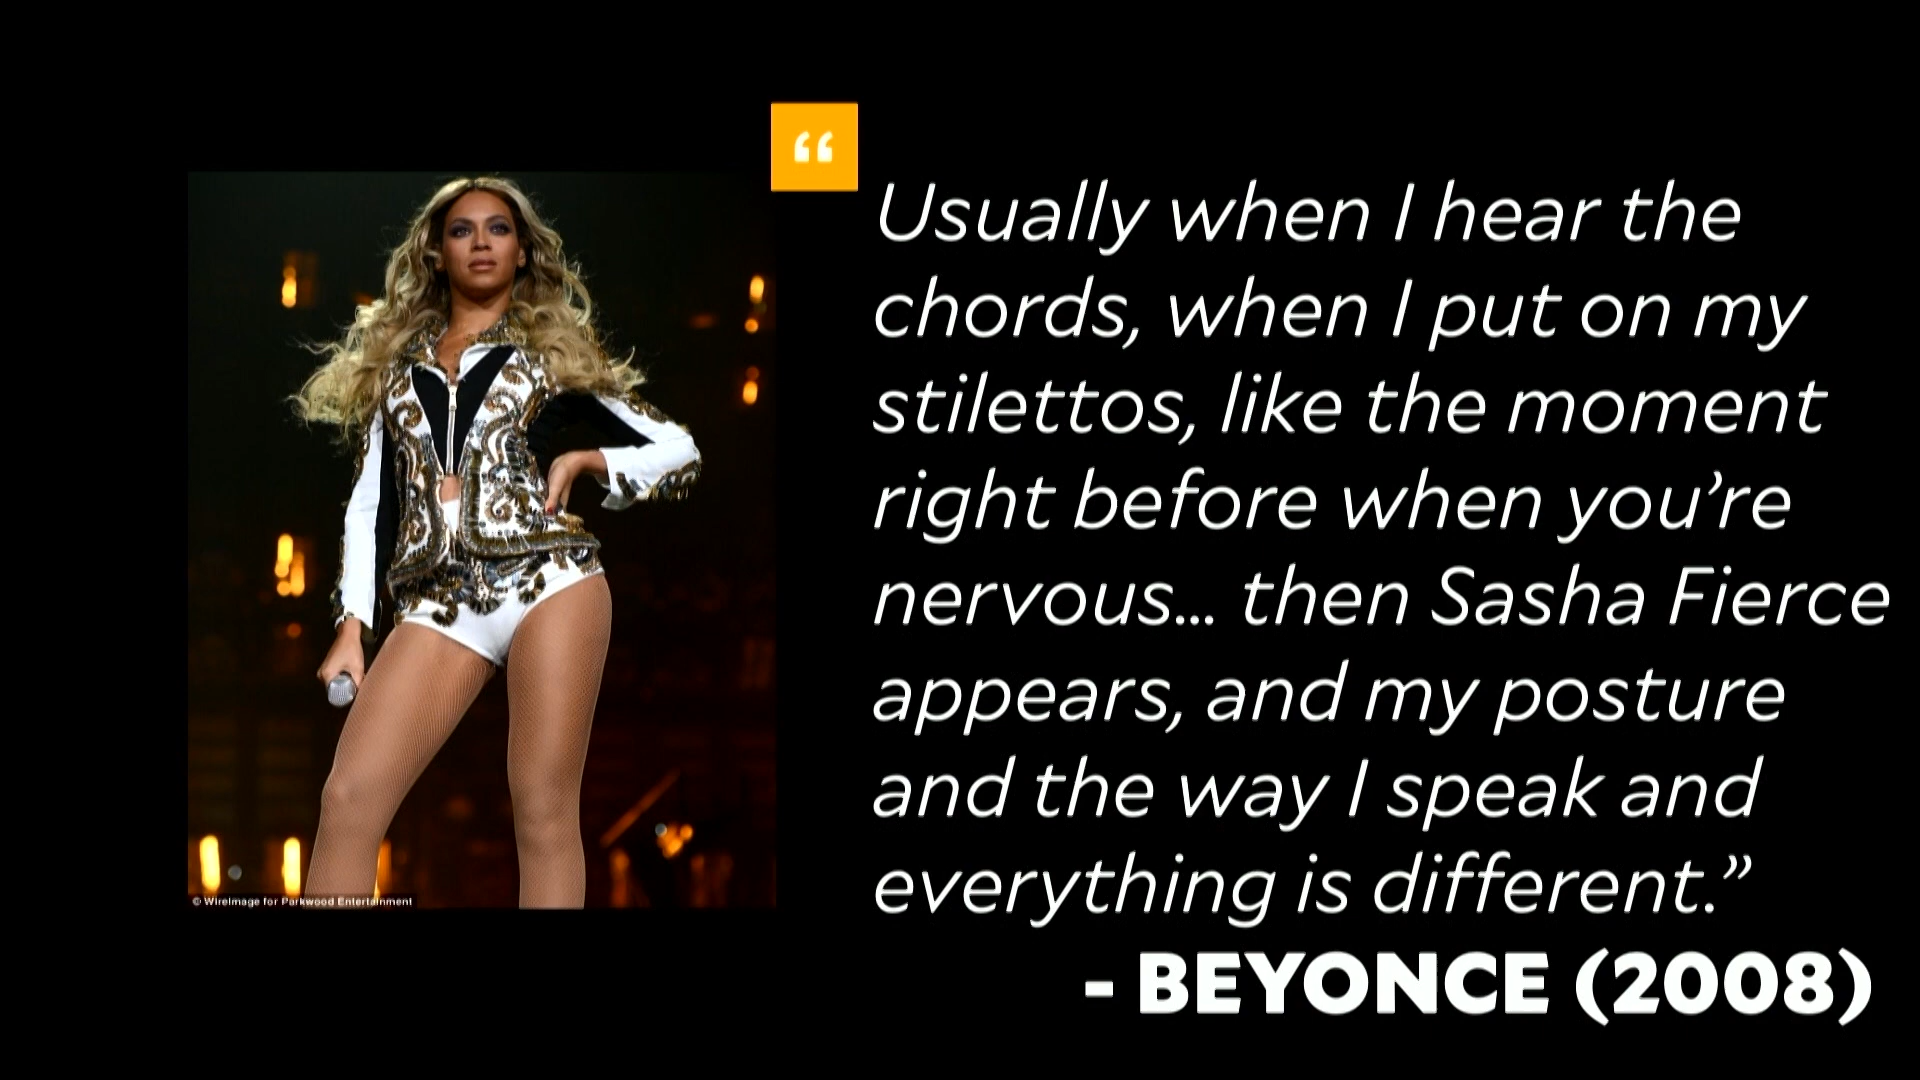 “
Usually when I hear the
chords, when I put on my
stilettos, like the moment
right before when you’re
nervous... then Sasha Fierce
appears, and my posture
and the way I speak and
everything is different.”
- BEYONCE (2008)
© WireImage for Parkwood Entertainment